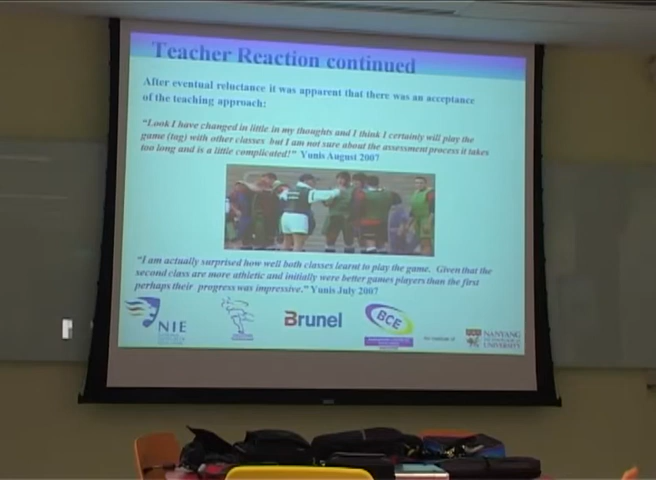 Teacher Reaction continued
After eventual reluctance it was apparent that there was an acceptance
of the teaching approach:
"Look I have changed in little in my thoughts and I think I certainly will play the
game (tag) with other classes but I am not sure about the assessment process it takes
too long and is a little complicated!" Yunis August 2007
"I am actually surprised how well both classes learnt to play the game. Given that the
second class are more athletic and initially were better games players than the first
perhaps their progress was impressive." Yunis July 2007
NIE
Brunel
BCE
NANYANG
UNIVERSITY